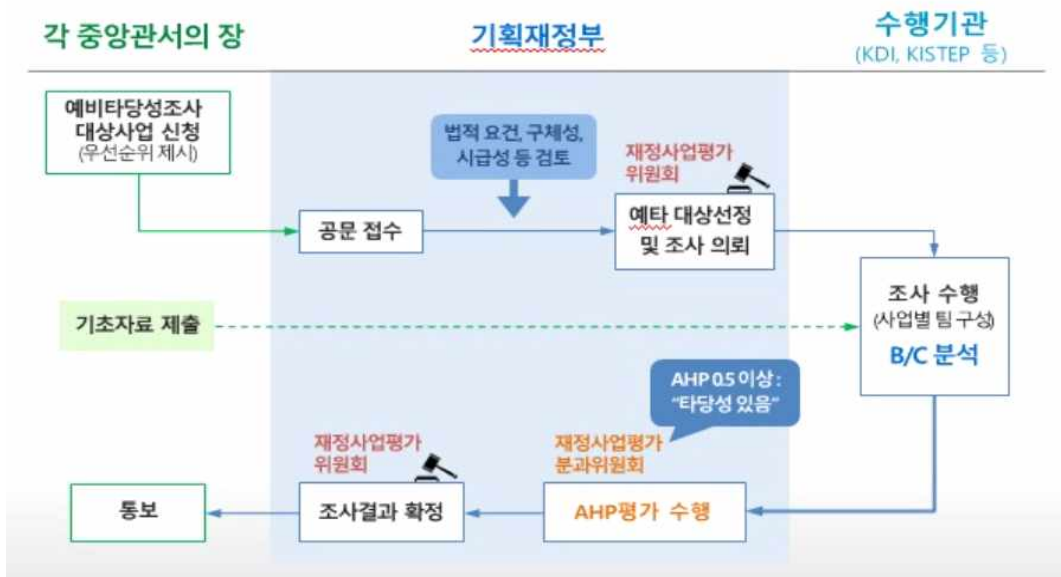 각 중앙관서의 장
기획재정부
수행기관
(KDI, KISTEP 등)
예비타당성조사
대상사업 신청
(우선순위 제시)
법적 요건, 구체성,
시급성 등 검토
재정사업평가
위원회
공문 접수
예타 대상선정
및 조사 의뢰
조사 수행
(사업별 팀 구성)
B/C 분석
기초자료 제출
AHP 0.5 이상 :
"타당성 있음"
재정사업평가
위원회
재정사업평가
분과위원회
통보
조사결과 확정
AHP평가 수행